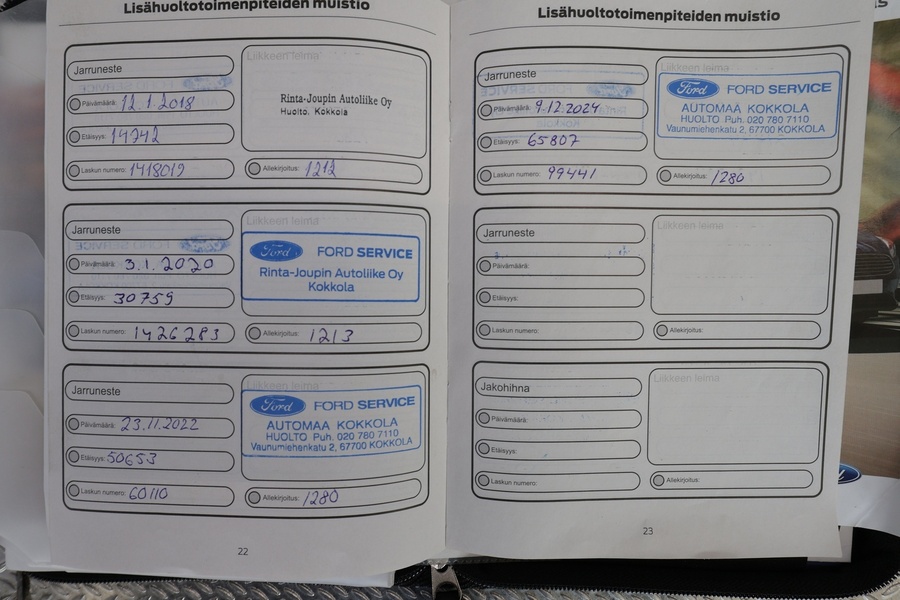 Lisähuoltotoimenpiteiden muistio
Jarruneste
Päivämäärä: 12.1.2018
Etäisyys: 14742
Laskun numero: 1418019
Liikkeen leima
Rinta-Joupin Autoliike Oy
Huolto. Kokkola
Allekirjoitus: 1212
Jarruneste
Päivämäärä: 3.1.2020
Etäisyys: 30759
Laskun numero: 1426283
Liikkeen leima
Ford FORD SERVICE
Rinta-Joupin Autoliike Oy
Kokkola
Allekirjoitus: 1213
Jarruneste
Päivämäärä: 23.11.2022
Etäisyys: 50653
Laskun numero: 60110
Liikkeen leima
Ford FORD SERVICE
AUTOMAA KOKKOLA
HUOLTO Puh. 020 780 7110
Vaunumiehenkatu 2, 67700 KOKKOLA
Allekirjoitus: 1280
22
Lisähuoltotoimenpiteiden muistio
Jarruneste
Päivämäärä: 9.12.2024
Etäisyys: 65807
Laskun numero: 99441
Liikkeen leima
Ford FORD SERVICE
AUTOMAA KOKKOLA
HUOLTO Puh. 020 780 7110
Vaunumiehenkatu 2, 67700 KOKKOLA
Allekirjoitus: 1280
Jarruneste
Päivämäärä:
Etäisyys:
Laskun numero:
Liikkeen leima
Allekirjoitus:
Jakohihna
Päivämäärä:
Etäisyys:
Laskun numero:
Liikkeen leima
Allekirjoitus:
23